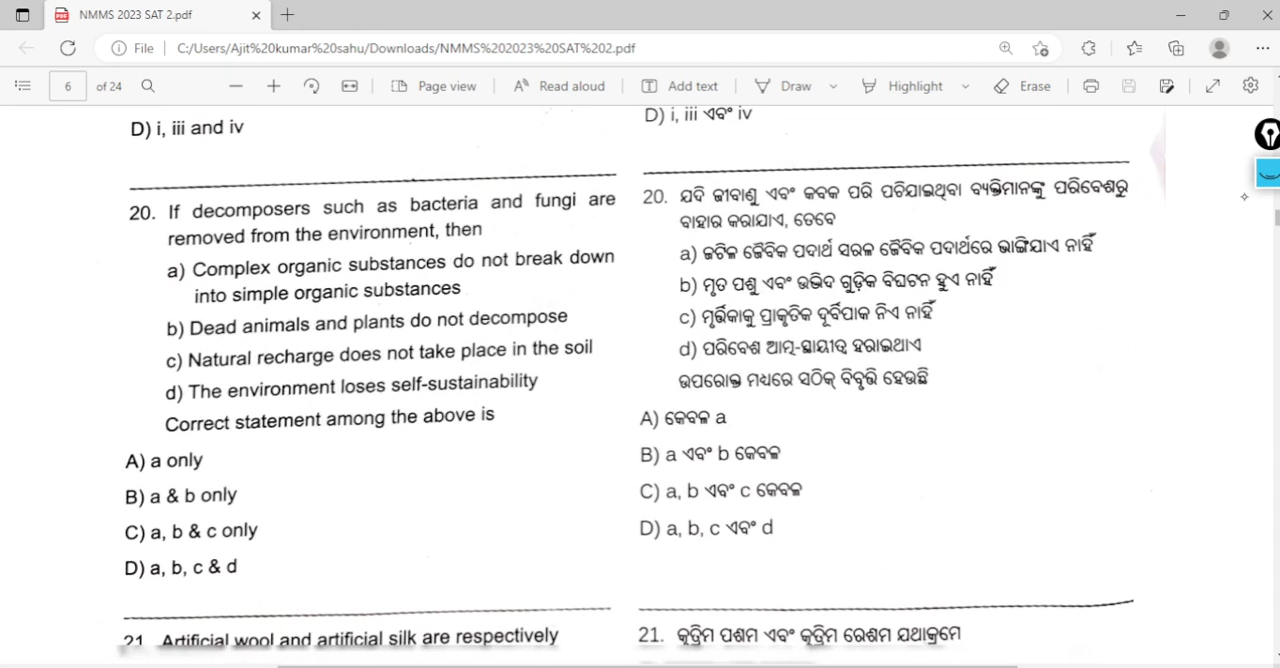 NMMS 2023 SAT 2.pdf
File
C:/Users/Ajit%20kumar%20sahu/Downloads/NMMS%202023%20SAT%202.pdf
6 of 24
Page view
Read aloud
Add text
Draw
Highlight
Erase
D) i, iii and iv
20. If decomposers such as bacteria and fungi are
removed from the environment, then
a) Complex organic substances do not break down
into simple organic substances
b) Dead animals and plants do not decompose
c) Natural recharge does not take place in the soil
d) The environment loses self-sustainability
Correct statement among the above is
A) a only
B) a & b only
C) a, b & c only
D) a, b, c & d
21. Artificial wool and artificial silk are respectively
D) i, iii ଏବଂ iv
20. ଯଦି ଜୀବାଣୁ ଏବଂ କବକ ପରି ପଚିଯାଇଥିବା ବ୍ୟକ୍ତିମାନଙ୍କୁ ପରିବେଶରୁ
ବାହାର କରାଯାଏ, ତେବେ
a) ଜଟିଳ ଜୈବିକ ପଦାର୍ଥ ସରଳ ଜୈବିକ ପଦାର୍ଥରେ ଭାଙ୍ଗିଯାଏ ନାହିଁ
b) ମୃତ ପଶୁ ଏବଂ ଉଦ୍ଭିଦ ଗୁଡ଼ିକ ବିଘଟନ ହୁଏ ନାହିଁ
c) ମୃର୍ତ୍ତିକାକୁ ପ୍ରାକୃତିକ ଦୂର୍ବିପାକ ନିଏ ନାହିଁ
d) ପରିବେଶ ଆତ୍ମ-ସ୍ଥାୟୀତ୍ୱ ହରାଇଥାଏ
ଉପରୋକ୍ତ ମଧ୍ୟରେ ସଠିକ୍ ବିବୃତ୍ତି ହେଉଛି
A) କେବଳ a
B) a ଏବଂ b କେବଳ
C) a, b ଏବଂ c କେବଳ
D) a, b, c ଏବଂ d
21. କୃତ୍ରିମ ପଶମ ଏବଂ କୃତ୍ରିମ ରେଶମ ଯଥାକ୍ରମେ